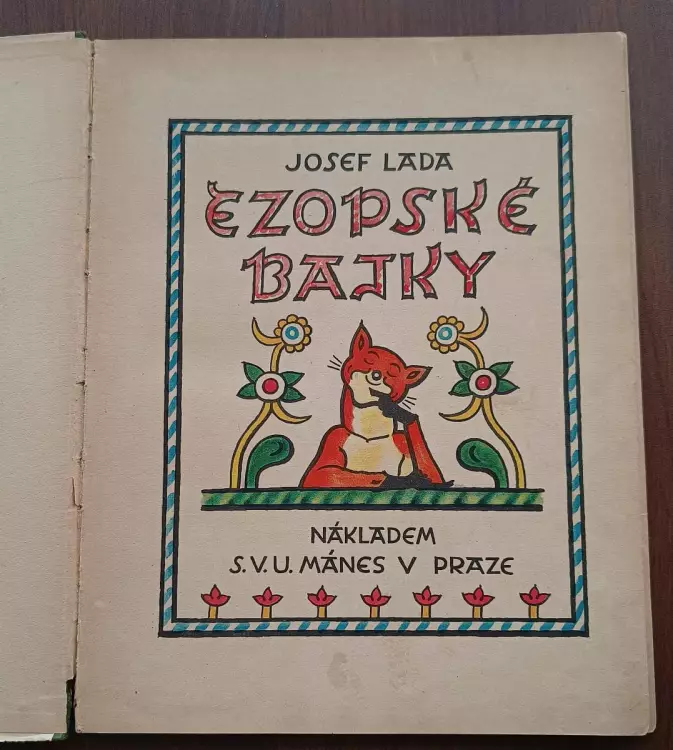 JOSEF LADA
EZOPSKÉ
BAJKY
NÁKLADEM
S.V.U. MÁNES V PRAZE